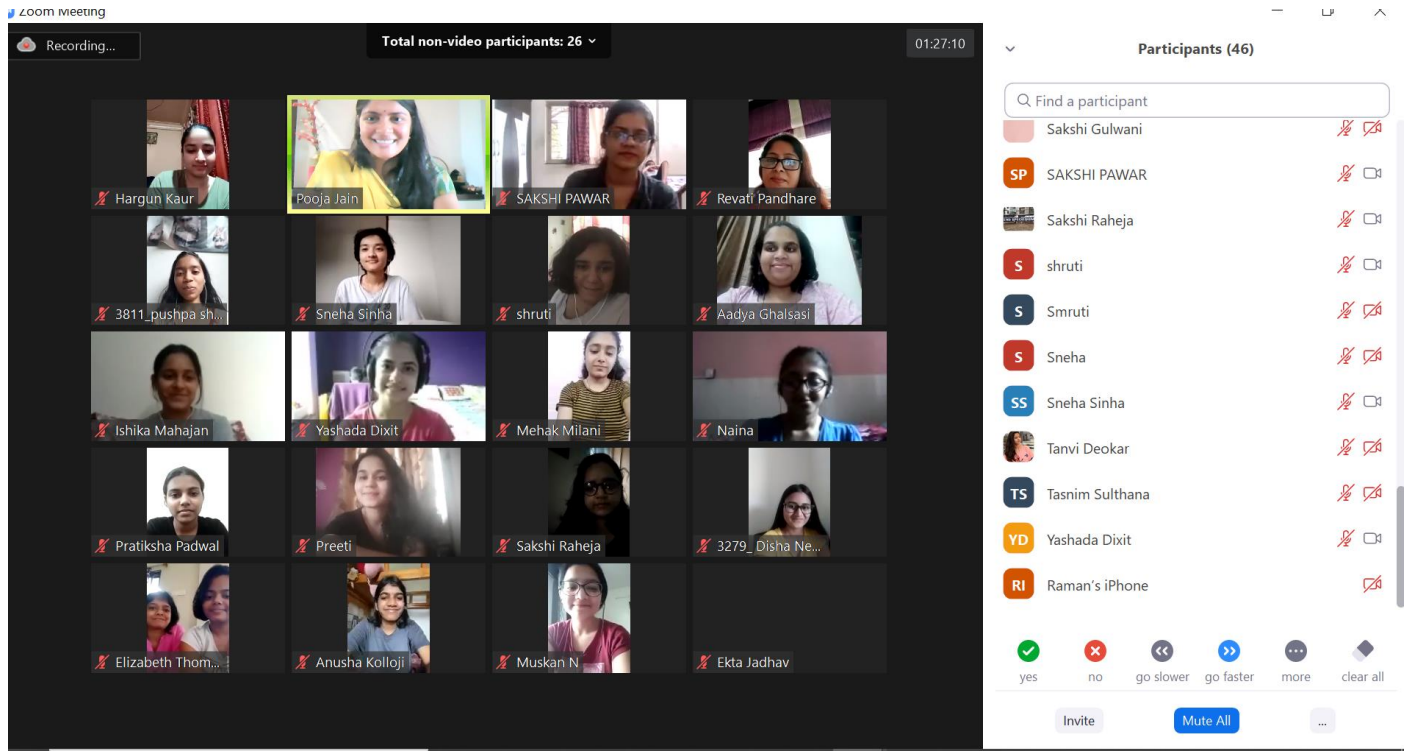 Zoom Meeting
Recording...
Total non-video participants: 26
01:27:10
Hargun Kaur
Pooja Jain
SAKSHI PAWAR
Revati Pandhare
3811_pushpa sh...
Sneha Sinha
shruti
Aadya Ghalsasi
Ishika Mahajan
Yashada Dixit
Mehak Milani
Naina
Pratiksha Padwal
Preeti
Sakshi Raheja
3279_ Disha Ne...
Elizabeth Thom...
Anusha Kolloji
Muskan N
Ekta Jadhav
Participants (46)
Find a participant
Sakshi Gulwani
SP SAKSHI PAWAR
Sakshi Raheja
S shruti
S Smruti
S Sneha
SS Sneha Sinha
Tanvi Deokar
TS Tasnim Sulthana
YD Yashada Dixit
RI Raman's iPhone
yes no go slower go faster more clear all
Invite Mute All ...